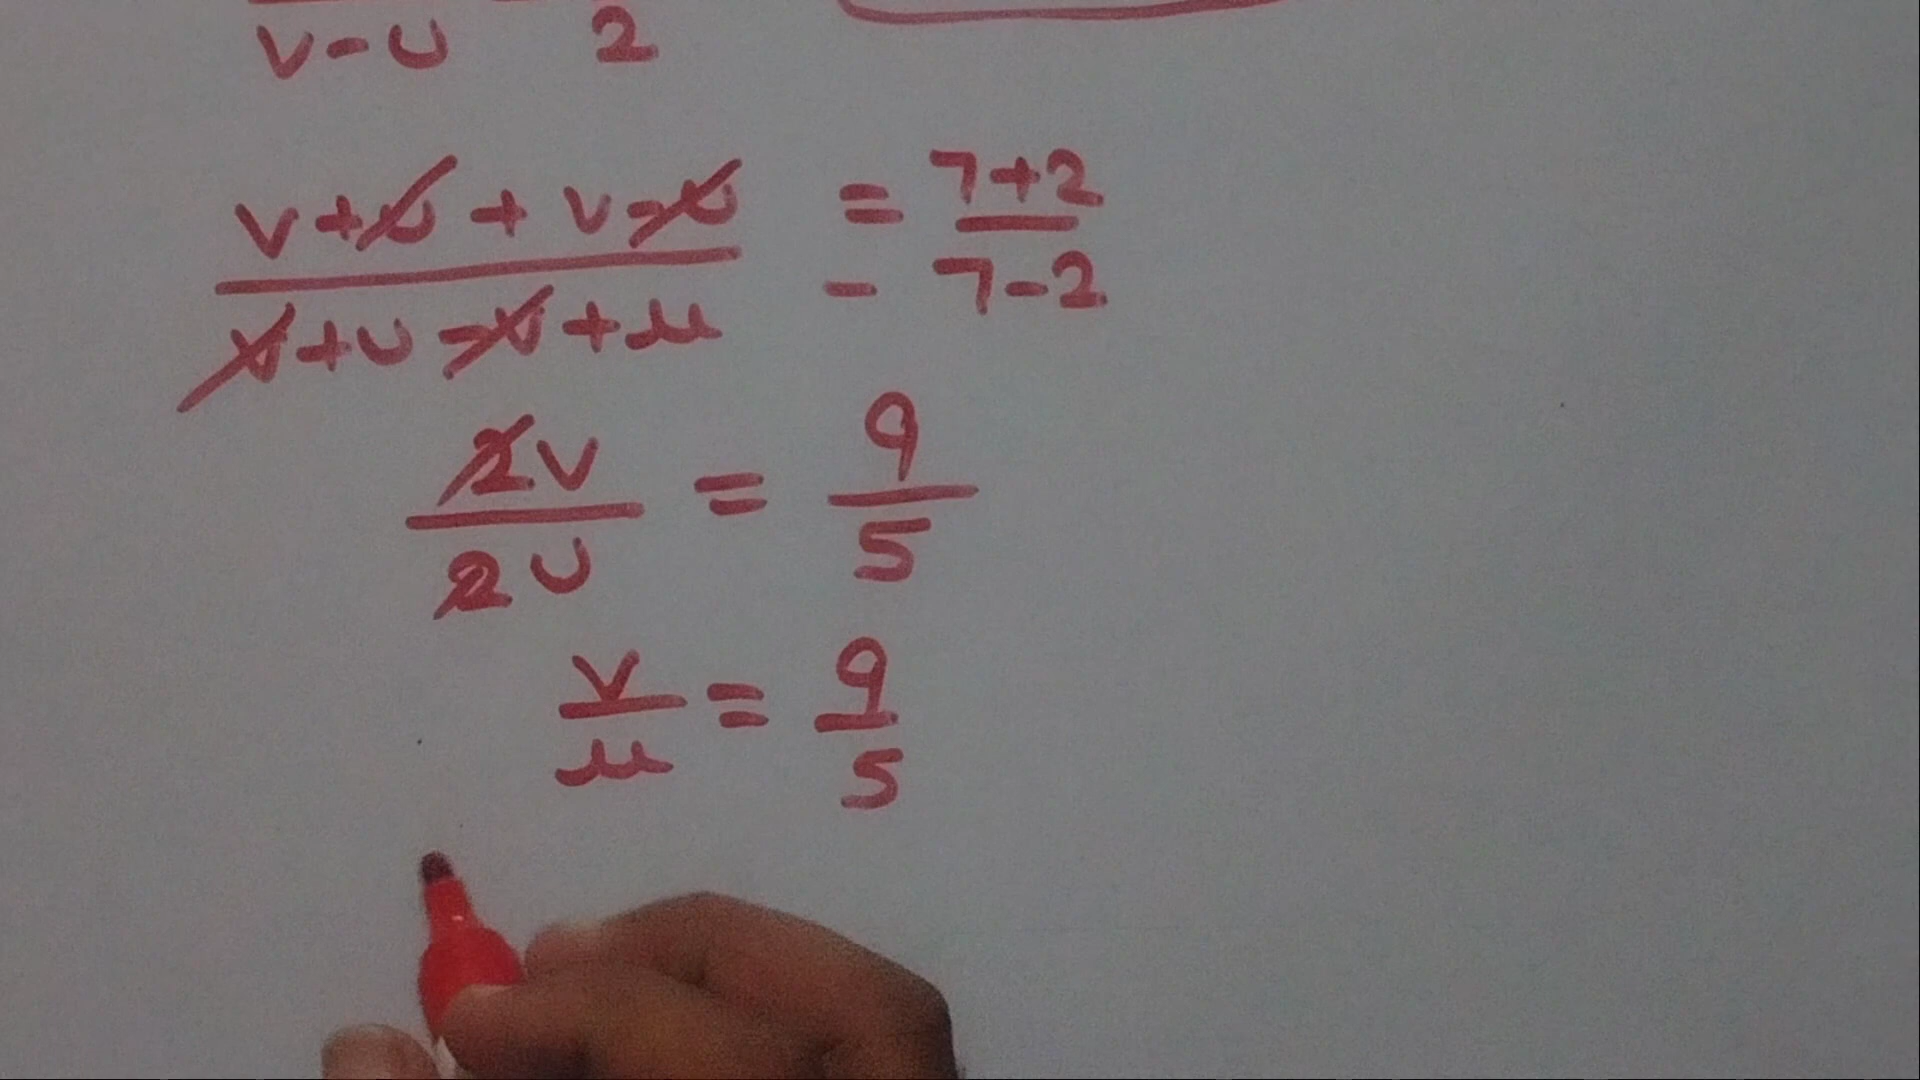 v-u 2
v+u + v-u = 7+2
v+u-v+u - 7-2
2v = 9
2u 5
v = 9
u 5